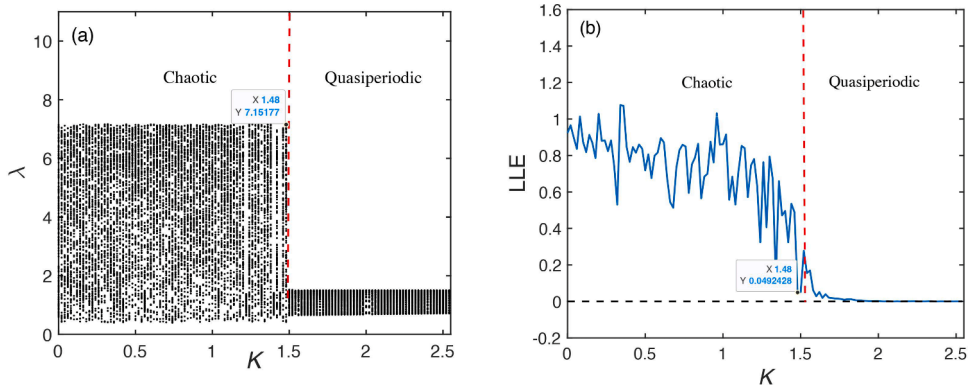 (a)
10
8
6
4
2
0
λ
Chaotic
Quasiperiodic
X 1.48
Y 7.15177
0 0.5 1 1.5 2 2.5
K
(b)
1.6
1.4
1.2
1
0.8
0.6
0.4
0.2
0
-0.2
LLE
Chaotic
Quasiperiodic
X 1.48
Y 0.0492428
0 0.5 1 1.5 2 2.5
K